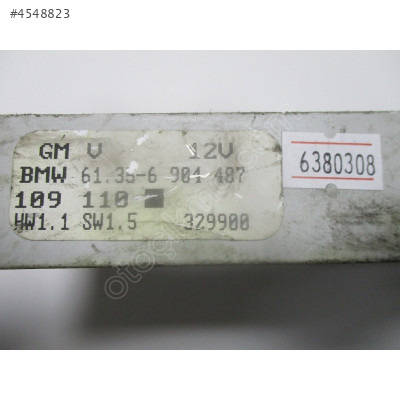 #4548823
GM V 12V
BMW 61.35-6 904 487
109 110
HW1.1 SW1.5 329900
6380308